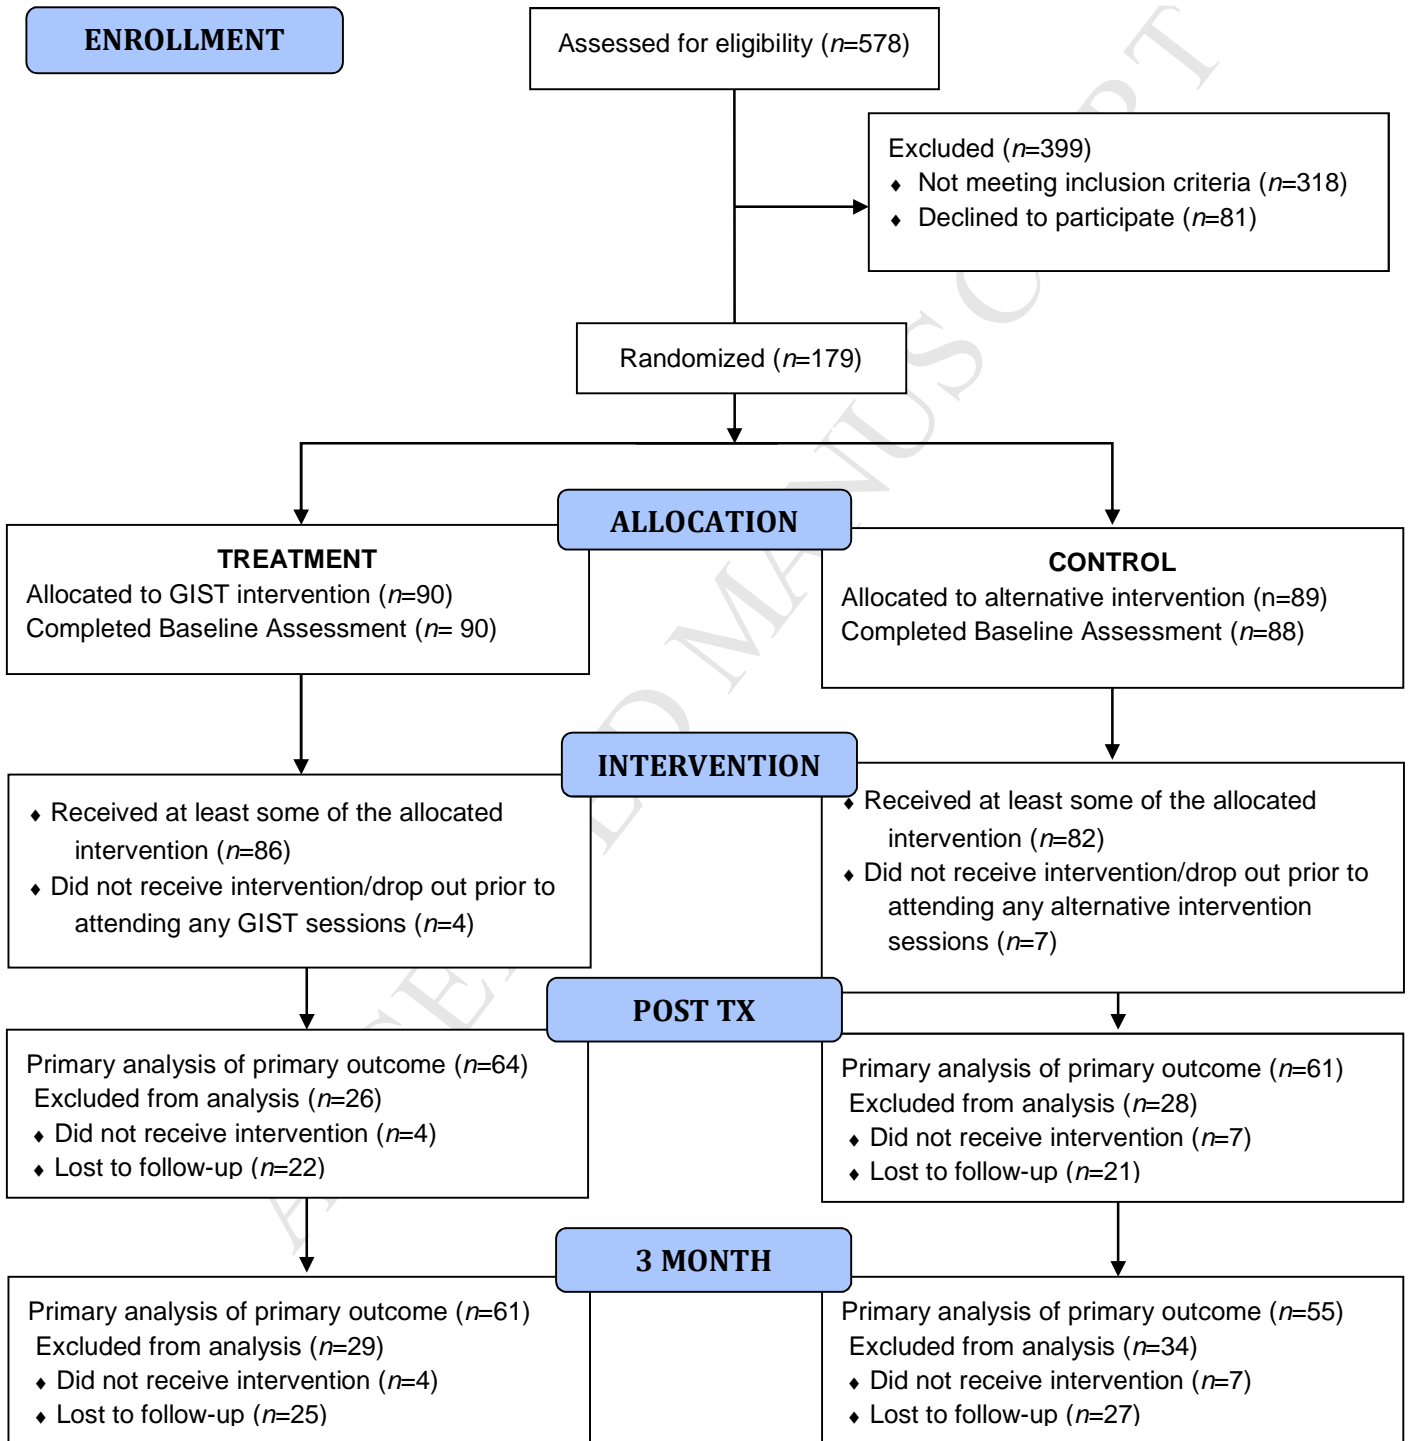 ENROLLMENT
Assessed for eligibility (n=578)
Excluded (n=399)
♦ Not meeting inclusion criteria (n=318)
♦ Declined to participate (n=81)
Randomized (n=179)
ALLOCATION
TREATMENT
Allocated to GIST intervention (n=90)
Completed Baseline Assessment (n= 90)
CONTROL
Allocated to alternative intervention (n=89)
Completed Baseline Assessment (n=88)
INTERVENTION
♦ Received at least some of the allocated
intervention (n=86)
♦ Did not receive intervention/drop out prior to
attending any GIST sessions (n=4)
♦ Received at least some of the allocated
intervention (n=82)
♦ Did not receive intervention/drop out prior to
attending any alternative intervention
sessions (n=7)
POST TX
Primary analysis of primary outcome (n=64)
Excluded from analysis (n=26)
♦ Did not receive intervention (n=4)
♦ Lost to follow-up (n=22)
Primary analysis of primary outcome (n=61)
Excluded from analysis (n=28)
♦ Did not receive intervention (n=7)
♦ Lost to follow-up (n=21)
3 MONTH
Primary analysis of primary outcome (n=61)
Excluded from analysis (n=29)
♦ Did not receive intervention (n=4)
♦ Lost to follow-up (n=25)
Primary analysis of primary outcome (n=55)
Excluded from analysis (n=34)
♦ Did not receive intervention (n=7)
♦ Lost to follow-up (n=27)